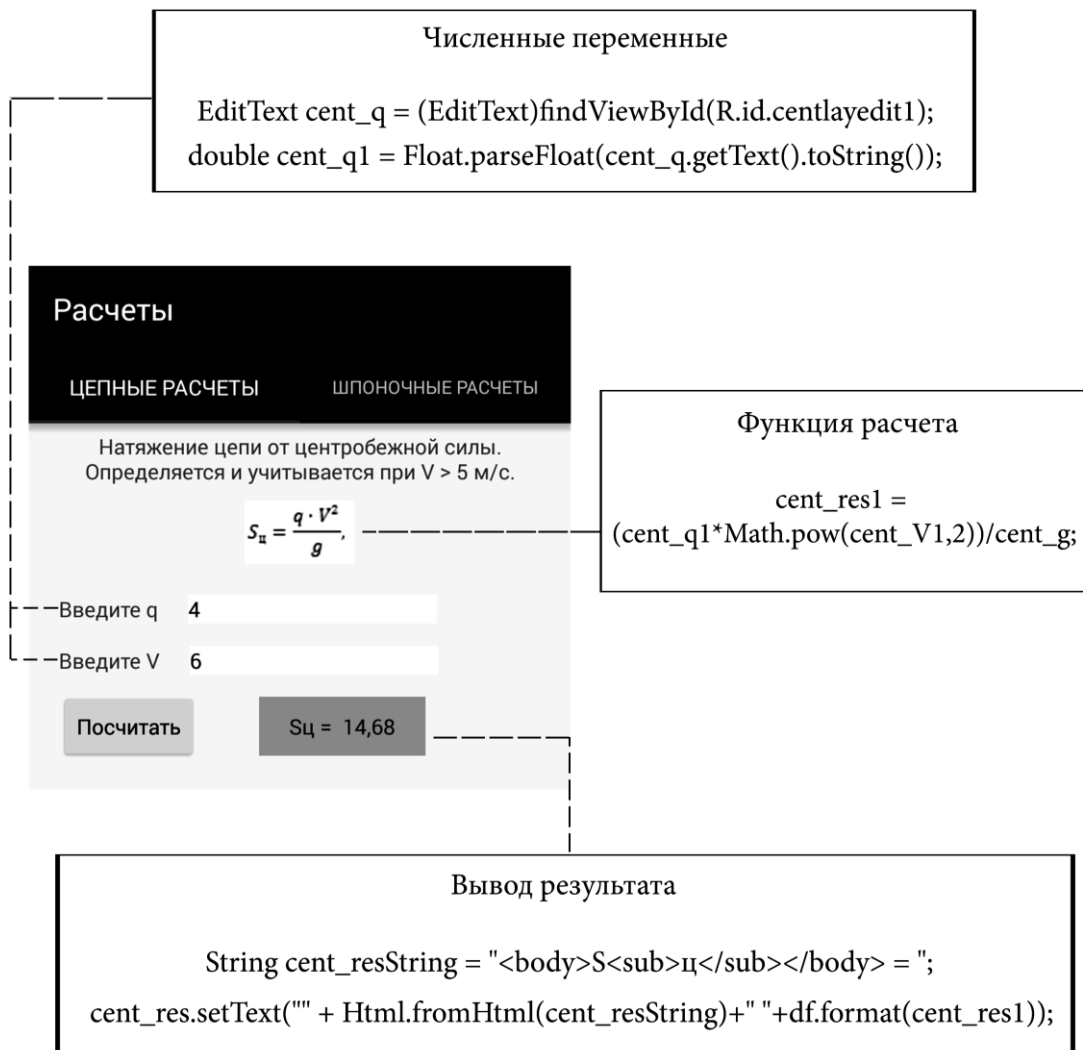 Численные переменные
EditText cent_q = (EditText)findViewById(R.id.centlayedit1);
double cent_q1 = Float.parseFloat(cent_q.getText().toString());
Расчеты
ЦЕПНЫЕ РАСЧЕТЫ ШПОНОЧНЫЕ РАСЧЕТЫ
Натяжение цепи от центробежной силы.
Определяется и учитывается при V > 5 м/с.
Sц = q · V² / g,
Введите q 4
Введите V 6
Посчитать Sц = 14,68
Функция расчета
cent_res1 =
(cent_q1*Math.pow(cent_V1,2))/cent_g;
Вывод результата
String cent_resString = "<body>S<sub>ц</sub></body> = ";
cent_res.setText("" + Html.fromHtml(cent_resString)+" "+df.format(cent_res1));